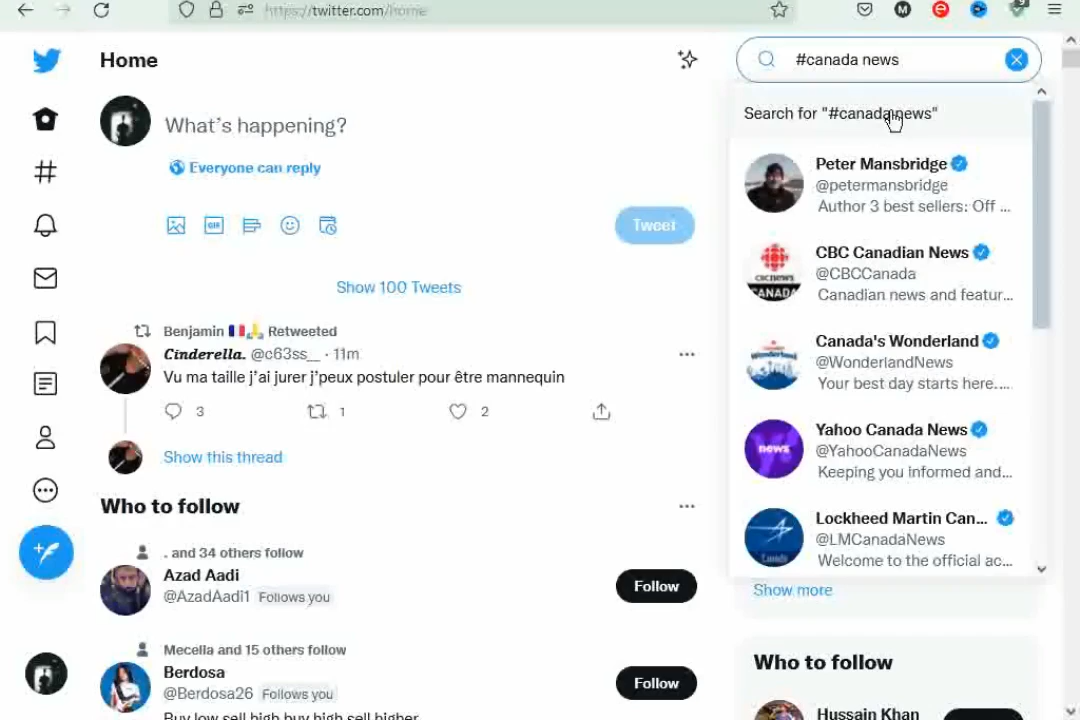 https://twitter.com/home
Home
#canada news
What's happening?
Everyone can reply
GIF
Tweet
Show 100 Tweets
Benjamin Retweeted
Cinderella. @c63ss__ · 11m
Vu ma taille j'ai jurer j'peux postuler pour être mannequin
3 1 2
Show this thread
Who to follow
. and 34 others follow
Azad Aadi
@AzadAadi1 Follows you
Follow
Mecella and 15 others follow
Berdosa
@Berdosa26 Follows you
Follow
Buy low sell high buy high sell higher
Search for "#canada news"
Peter Mansbridge
@petermansbridge
Author 3 best sellers: Off ...
CBC Canadian News
@CBCCanada
Canadian news and featur...
Canada's Wonderland
@WonderlandNews
Your best day starts here....
Yahoo Canada News
@YahooCanadaNews
Keeping you informed and...
Lockheed Martin Can...
@LMCanadaNews
Welcome to the official ac...
Show more
Who to follow
Hussain Khan